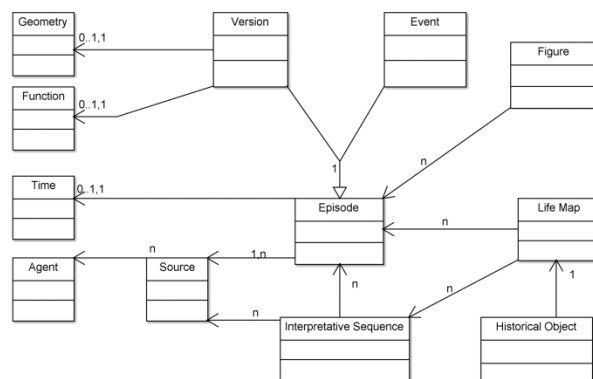 Geometry
Version
Event
0..1,1
Figure
Function
0..1,1
1
n
Time
0..1,1
Episode
Life Map
n
n
1,n
Agent
Source
n
n
1
n
Interpretative Sequence
Historical Object